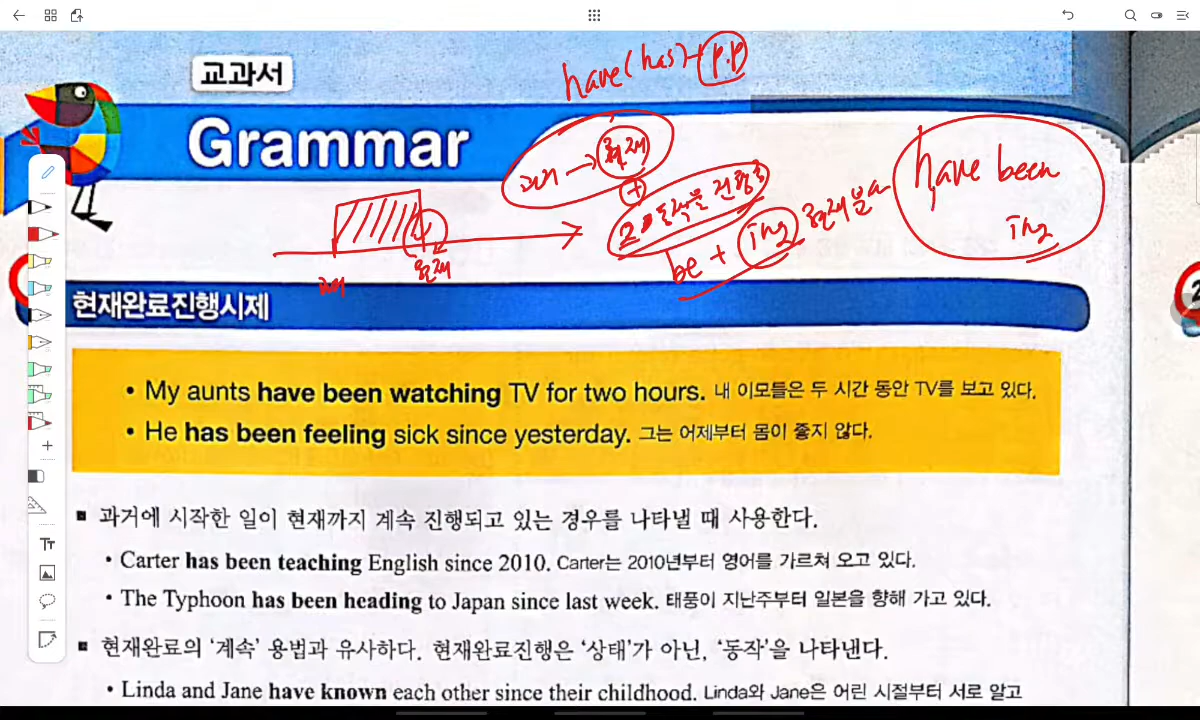 교과서
have(has)+p.p
Grammar
과거 → 현재
+
2. 동작을 진행중
be + ing 현재분사
have been
ing
과거
현재
현재완료진행시제
• My aunts have been watching TV for two hours. 내 이모들은 두 시간 동안 TV를 보고 있다.
• He has been feeling sick since yesterday. 그는 어제부터 몸이 좋지 않다.
■ 과거에 시작한 일이 현재까지 계속 진행되고 있는 경우를 나타낼 때 사용한다.
• Carter has been teaching English since 2010. Carter는 2010년부터 영어를 가르쳐 오고 있다.
• The Typhoon has been heading to Japan since last week. 태풍이 지난주부터 일본을 향해 가고 있다.
■ 현재완료의 ‘계속’ 용법과 유사하다. 현재완료진행은 ‘상태’가 아닌, ‘동작’을 나타낸다.
• Linda and Jane have known each other since their childhood. Linda와 Jane은 어린 시절부터 서로 알고